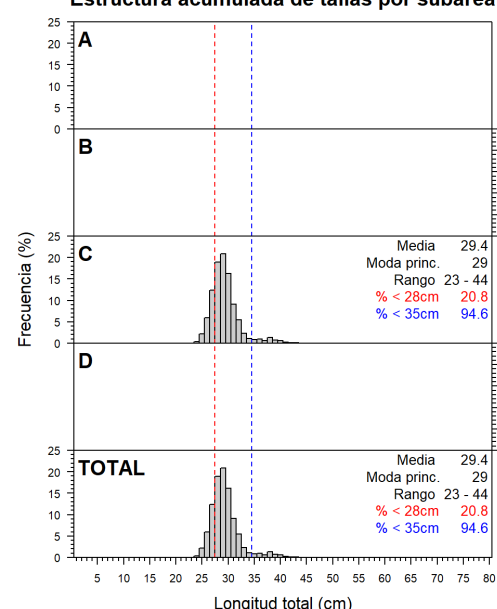 Estructura acumulada de tallas por subarea
25
20
15
10
5
0
A
B
Frecuencia (%)
25
20
15
10
5
0
C
Media 29.4
Moda princ. 29
Rango 23 - 44
% < 28cm 20.8
% < 35cm 94.6
D
25
20
15
10
5
0
TOTAL
Media 29.4
Moda princ. 29
Rango 23 - 44
% < 28cm 20.8
% < 35cm 94.6
5 10 15 20 25 30 35 40 45 50 55 60 65 70 75 80
Longitud total (cm)